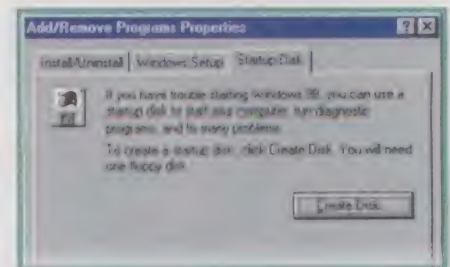 Add/Remove Programs Properties
Install/Uninstall Windows Setup Startup Disk
If you have trouble starting Windows 98, you can use a
startup disk to start your computer, run diagnostic
programs, and fix many problems.
To create a startup disk, click Create Disk. You will need
one floppy disk.
Create Disk...